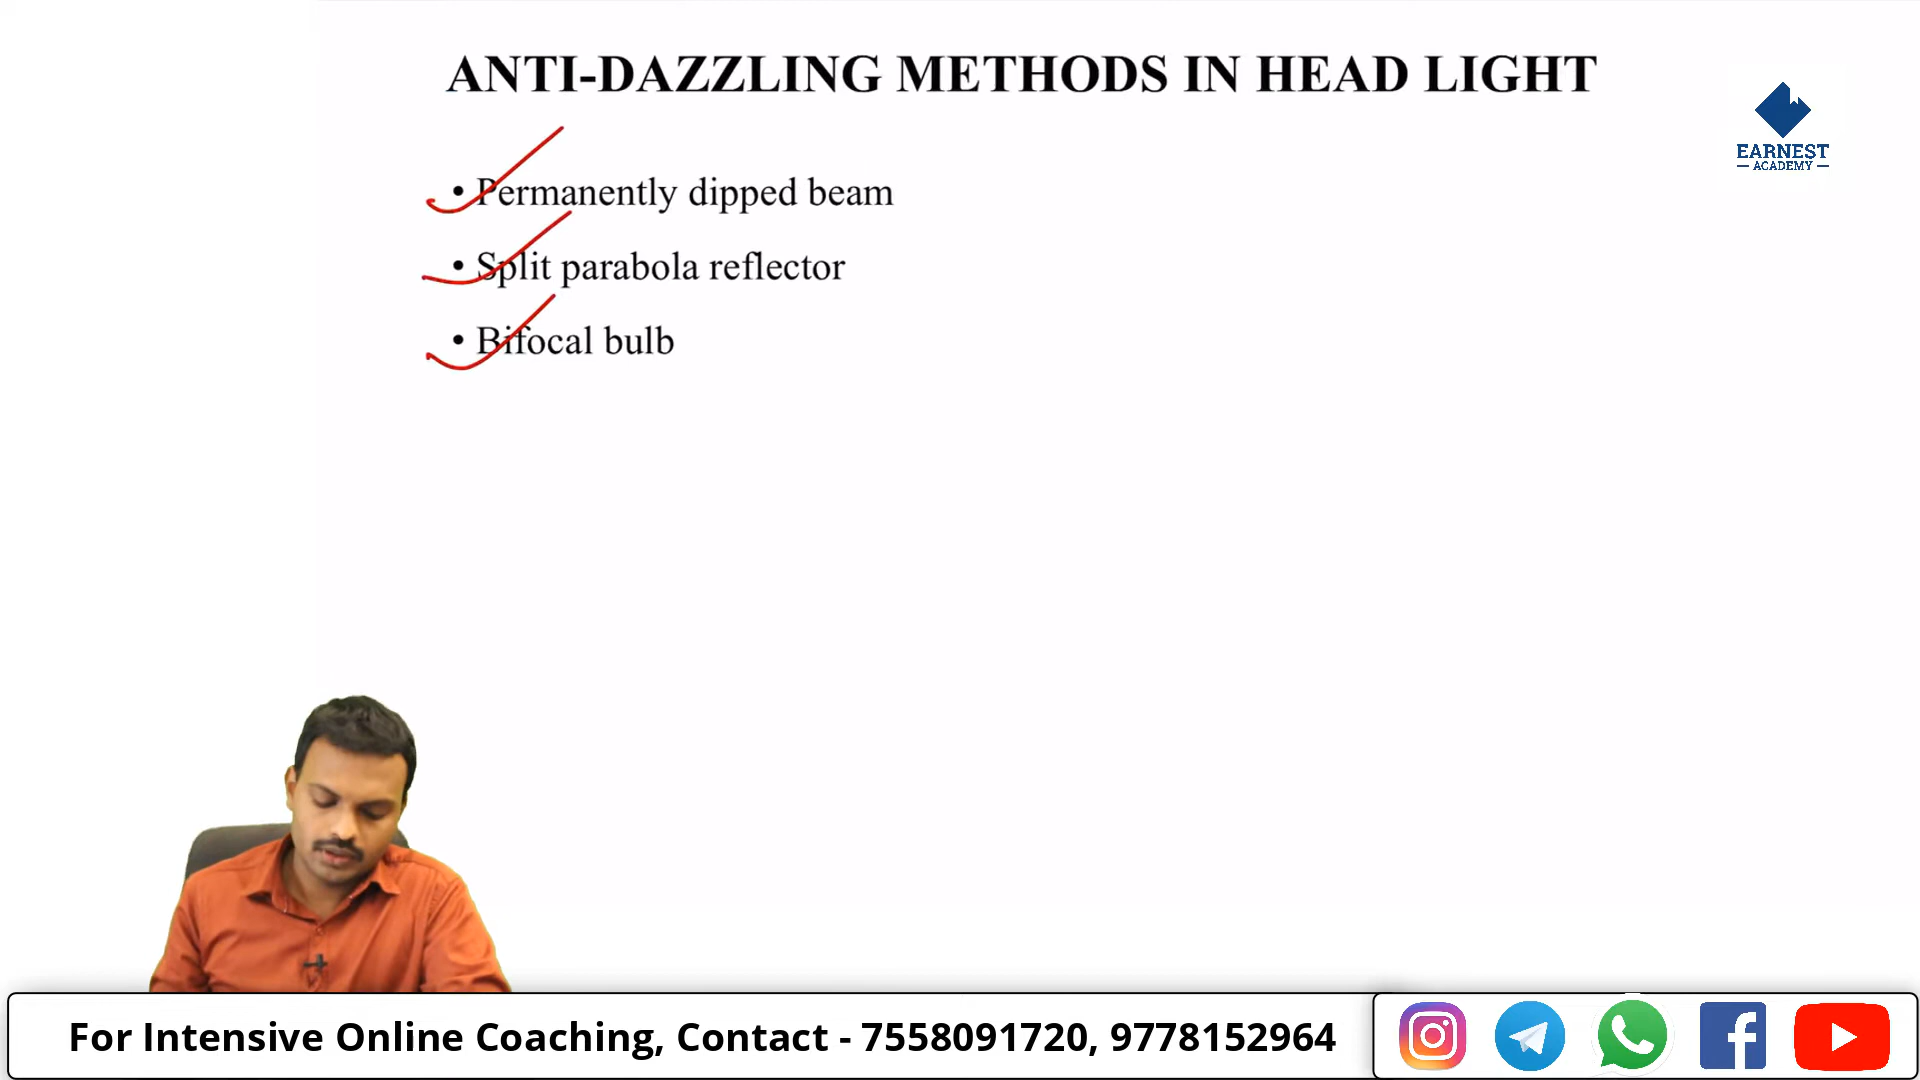 ANTI-DAZZLING METHODS IN HEAD LIGHT
EARNEST
ACADEMY
• Permanently dipped beam
• Split parabola reflector
• Bifocal bulb
For Intensive Online Coaching, Contact - 7558091720, 9778152964